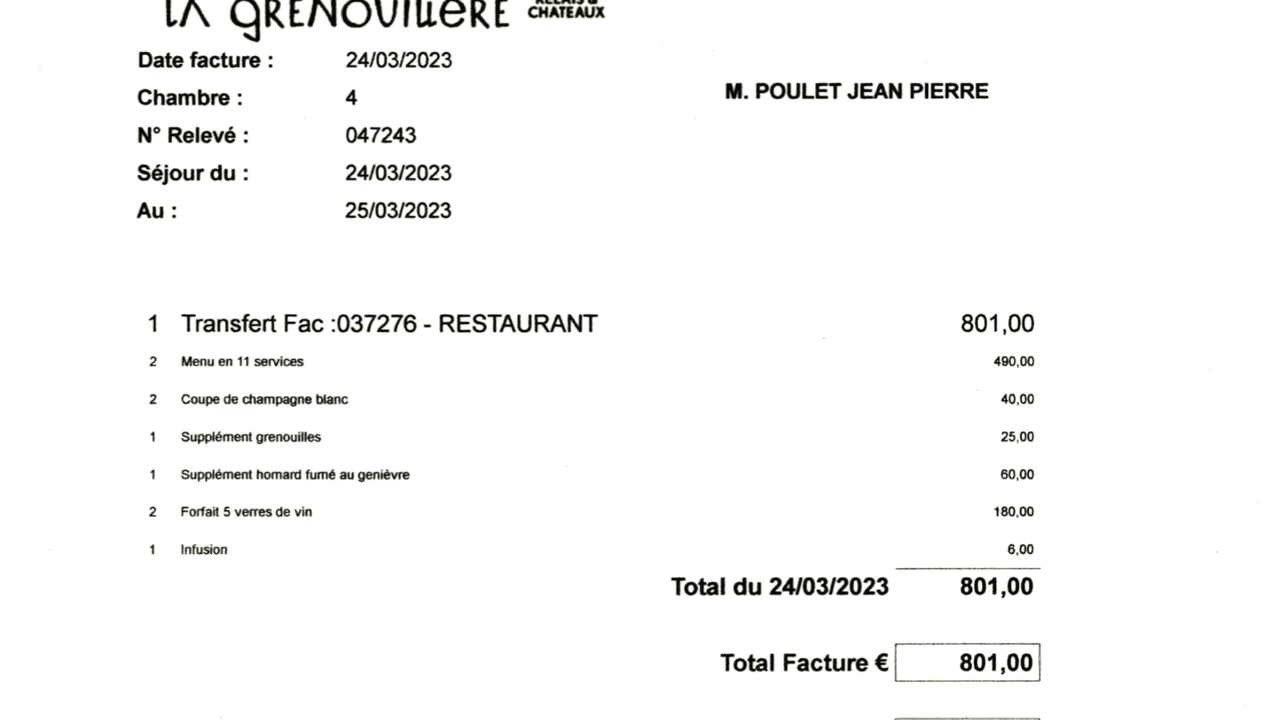 LA GRENOUILLERE RELAIS & CHATEAUX
Date facture : 24/03/2023
Chambre : 4
M. POULET JEAN PIERRE
N° Relevé : 047243
Séjour du : 24/03/2023
Au : 25/03/2023
1 Transfert Fac :037276 - RESTAURANT 801,00
2 Menu en 11 services 490,00
2 Coupe de champagne blanc 40,00
1 Supplément grenouilles 25,00
1 Supplément homard fumé au genièvre 60,00
2 Forfait 5 verres de vin 180,00
1 Infusion 6,00
Total du 24/03/2023 801,00
Total Facture € 801,00